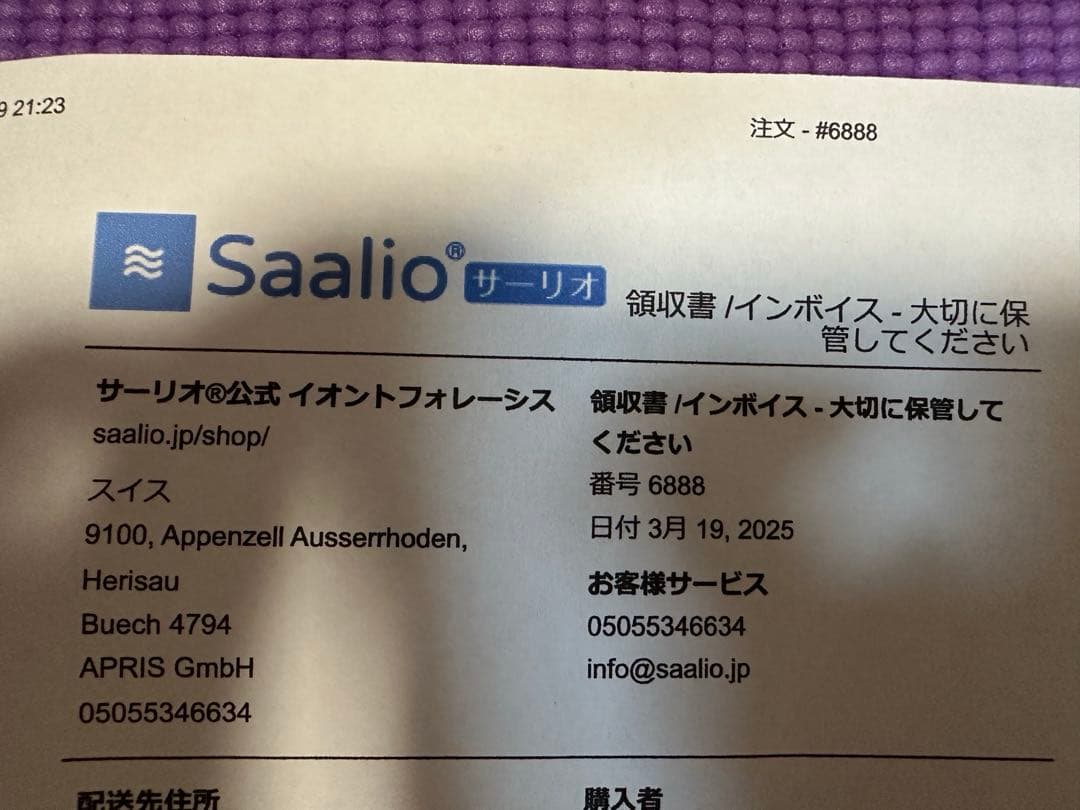 9 21:23
注文 - #6888
Saalio®サーリオ
領収書 /インボイス - 大切に保
管してください
サーリオ®公式 イオントフォレーシス
saalio.jp/shop/
スイス
9100, Appenzell Ausserrhoden,
Herisau
Buech 4794
APRIS GmbH
05055346634
領収書 /インボイス - 大切に保管して
ください
番号 6888
日付 3月 19, 2025
お客様サービス
05055346634
info@saalio.jp
配送先住所
購入者